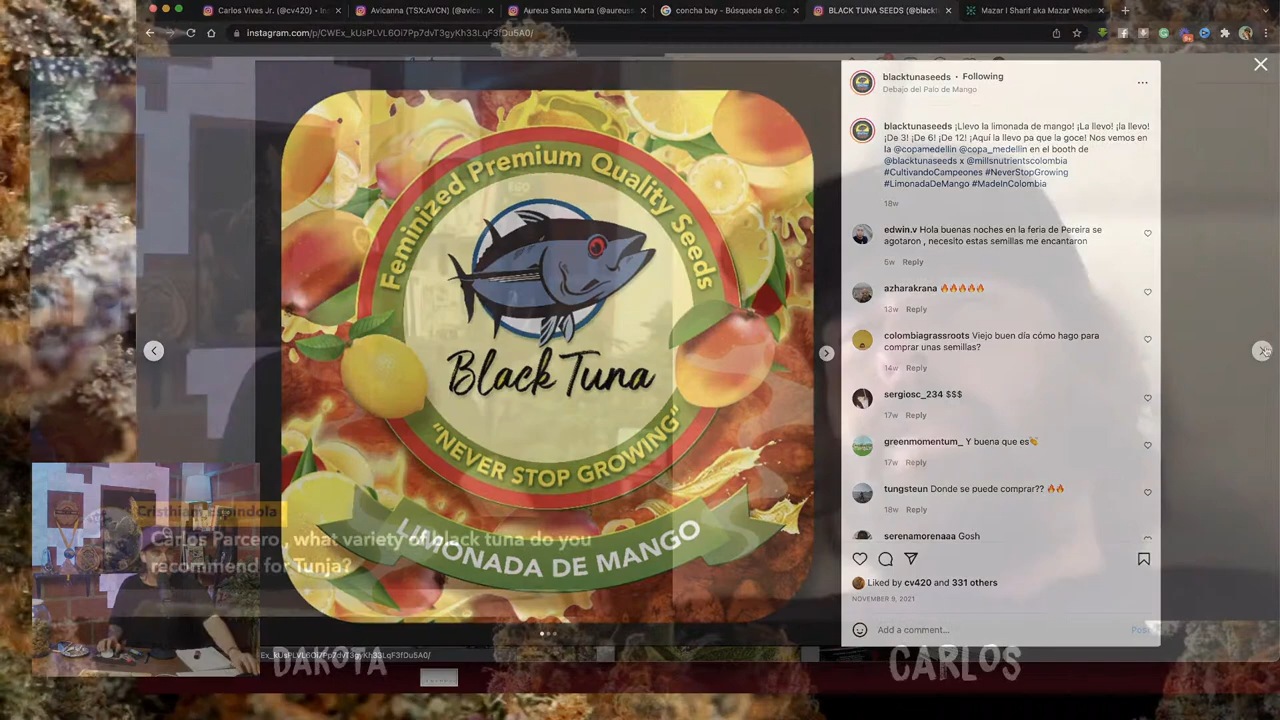 Carlos Vives Jr. (@cv420) • In
Avicanna (TSX:AVCN) (@avica
Aureus Santa Marta (@aureus
concha bay - Búsqueda de Go
BLACK TUNA SEEDS (@blackt
Mazar I Sharif aka Mazar Weed
instagram.com/p/CWEx_kUsPLVL6Oi7Pp7dvT3gyKh33LqF3fDu5A0/
blacktunaseeds • Following
Debajo del Palo de Mango
blacktunaseeds ¡Llevo la limonada de mango! ¡La llevo! ¡la llevo!
¡De 3! ¡De 6! ¡De 12! ¡Aquí la llevo pa que la goce! Nos vemos en
la @copamedellin @copa_medellin en el booth de
@blacktunaseeds x @millsnutrientscolombia
#CultivandoCampeones #NeverStopGrowing
#LimonadaDeMango #MadeInColombia
18w
edwin.v Hola buenas noches en la feria de Pereira se
agotaron , necesito estas semillas me encantaron
5w Reply
azharakrana 🔥🔥🔥🔥🔥
13w Reply
colombiagrassroots Viejo buen día cómo hago para
comprar unas semillas?
14w Reply
sergiosc_234 $$$
17w Reply
greenmomentum_ Y buena que es👏
17w Reply
tungsteun Donde se puede comprar?? 🔥🔥
18w Reply
serenamorenaaa Gosh
Liked by cv420 and 331 others
NOVEMBER 9, 2021
Add a comment...
Post
Feminized Premium Quality Seeds
Black Tuna
"NEVER STOP GROWING"
LIMONADA DE MANGO
Cristhiam Espindola
Carlos Parcero , what variety of black tuna do you
recommend for Tunja?
Ex_kUsPLVL6Oi7Pp7dvT3gyKh33LqF3fDu5A0/
DAKOTA
CARLOS